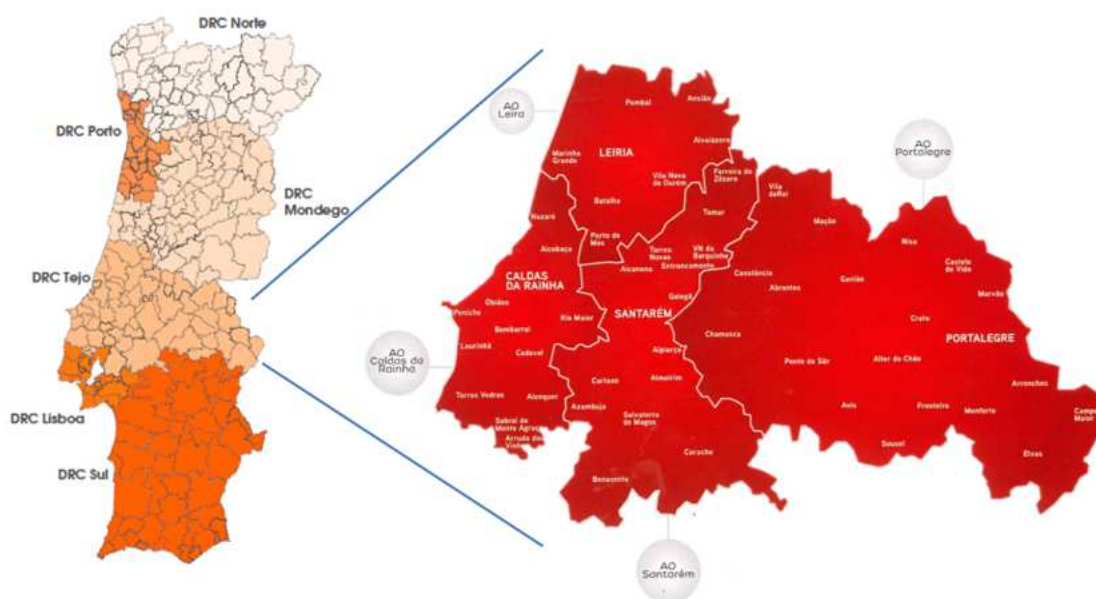 DRC Norte
DRC Porto
DRC
Mondego
DRC Tejo
DRC Lisboa
DRC Sul
AO
Leira
AO
Portalegre
AO
Caldas da
Rainha
AO
Santarém
Pombal
Ansião
Alvaiázere
Marinha
Grande
LEIRIA
Vila Nova
de Ourém
Ferreira do
Zêzere
Batalha
Tomar
Nazaré
Porto de
Mós
Alcobaça
Torres
Novas
VN da
Barquinha
Entroncamento
Alcanena
CALDAS
DA RAINHA
Golegã
Óbidos
Peniche
Rio Maior
SANTARÉM
Bombarral
Lourinhã
Cadaval
Alpiarça
Chamusca
Cartaxo
Almeirim
Torres Vedras
Alenquer
Azambuja
Salvaterra
de Magos
Sobral de
Monte Agraço
Arruda dos
Vinhos
Coruche
Benavente
Vila
de Rei
Mação
Nisa
Castelo
de Vide
Constância
Abrantes
Gavião
Marvão
Crato
PORTALEGRE
Ponte de Sôr
Alter do Chão
Arronches
Avis
Fronteira
Monforte
Campo
Maior
Sousel
Elvas